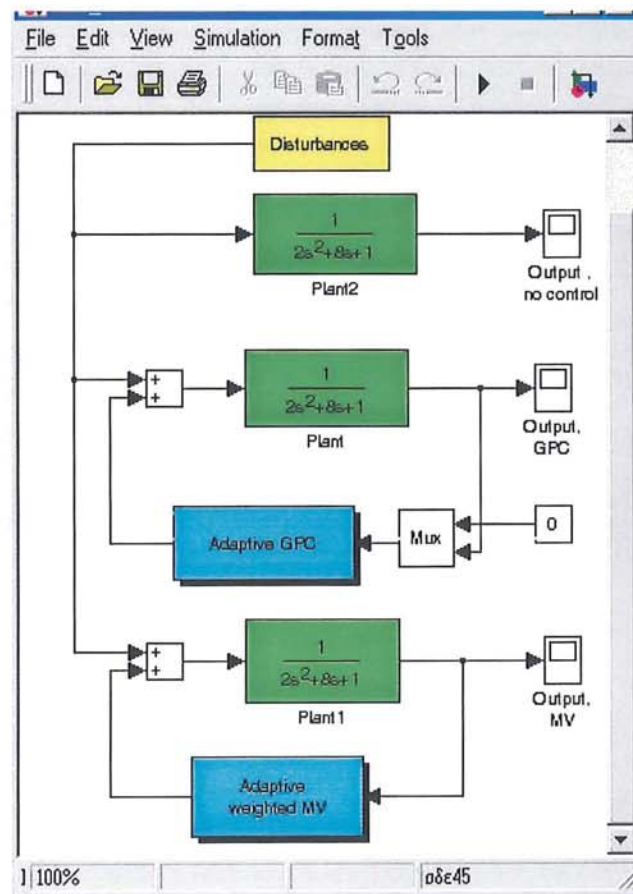 File Edit View Simulation Format Tools
Disturbances
1
2s²+8s+1
Plant2
Output ,
no control
+
+
1
2s²+8s+1
Plant
Output,
GPC
Adaptive GPC
Mux
0
+
+
1
2s²+8s+1
Plant1
Output,
MV
Adaptive
weighted MV
100%
οδε45